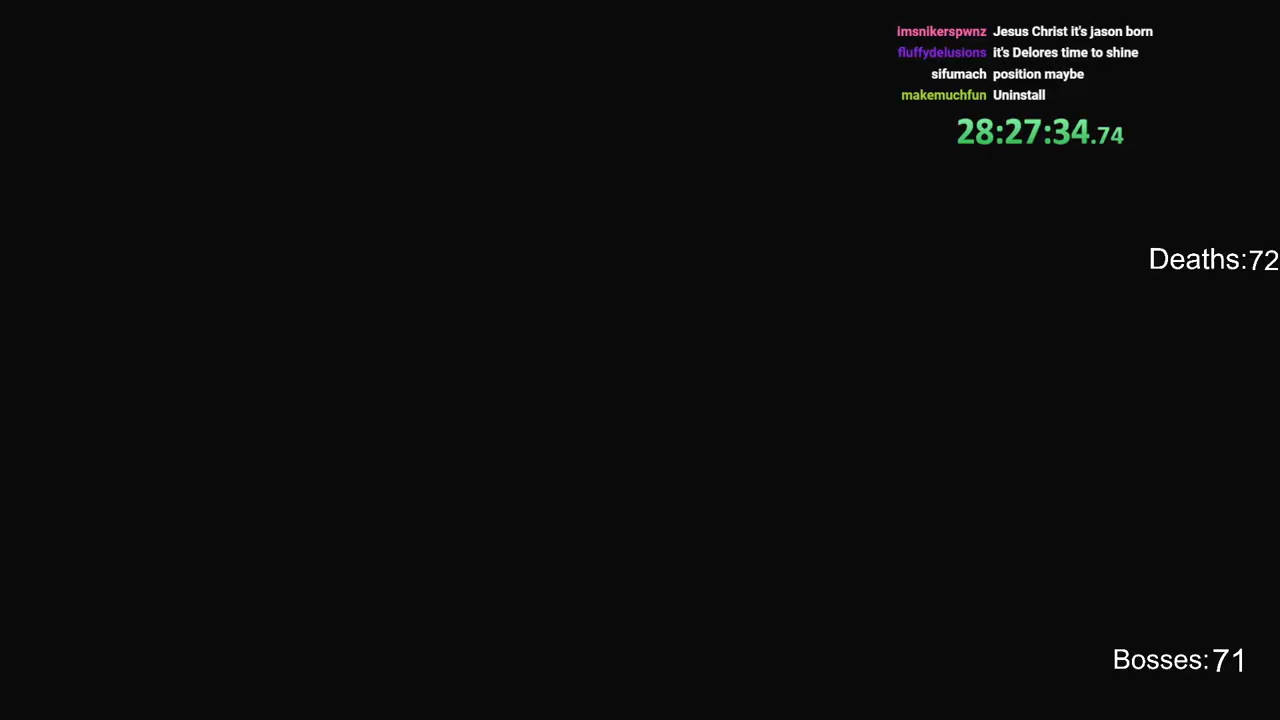 imsnikerspwnz Jesus Christ it's jason born
fluffydelusions it's Delores time to shine
sifumach position maybe
makemuchfun Uninstall
28:27:34.74
Deaths:72
Bosses:71